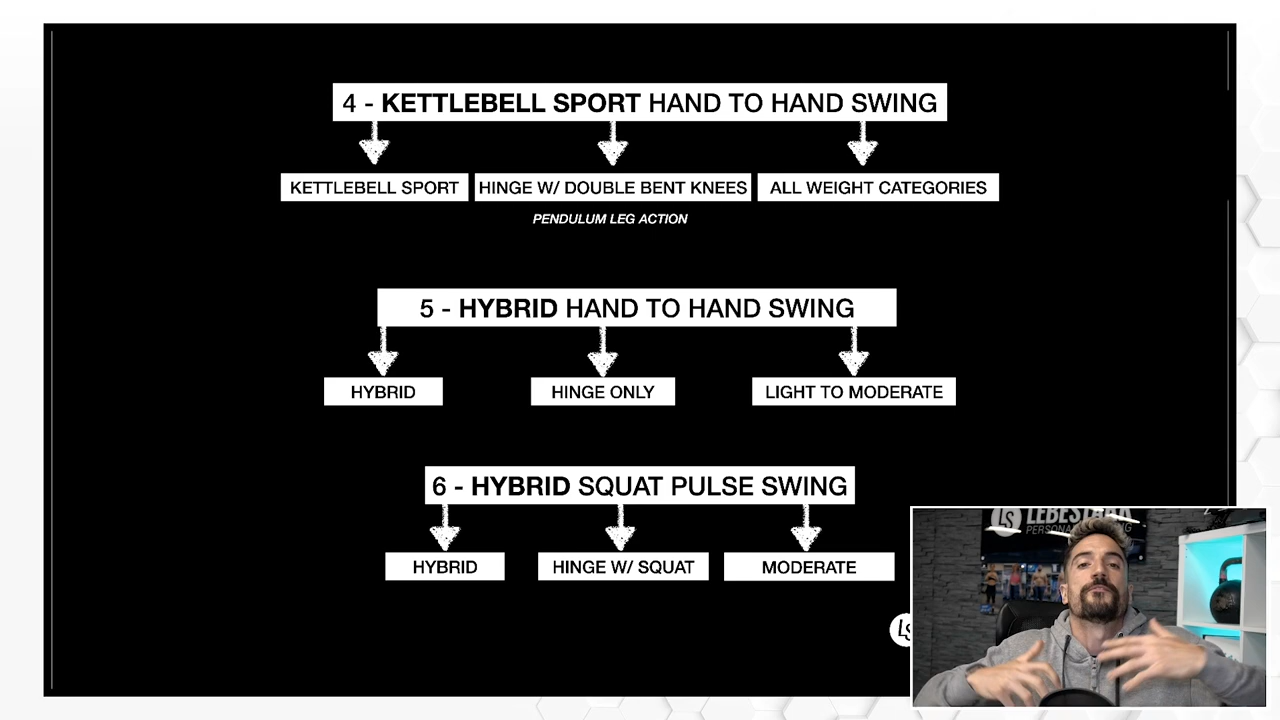 4 - KETTLEBELL SPORT HAND TO HAND SWING
KETTLEBELL SPORT HINGE W/ DOUBLE BENT KNEES ALL WEIGHT CATEGORIES
PENDULUM LEG ACTION
5 - HYBRID HAND TO HAND SWING
HYBRID HINGE ONLY LIGHT TO MODERATE
6 - HYBRID SQUAT PULSE SWING
HYBRID HINGE W/ SQUAT MODERATE
LS
LS